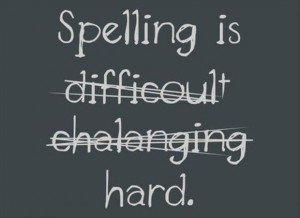 Spelling is
difficoult
chalanging
hard.